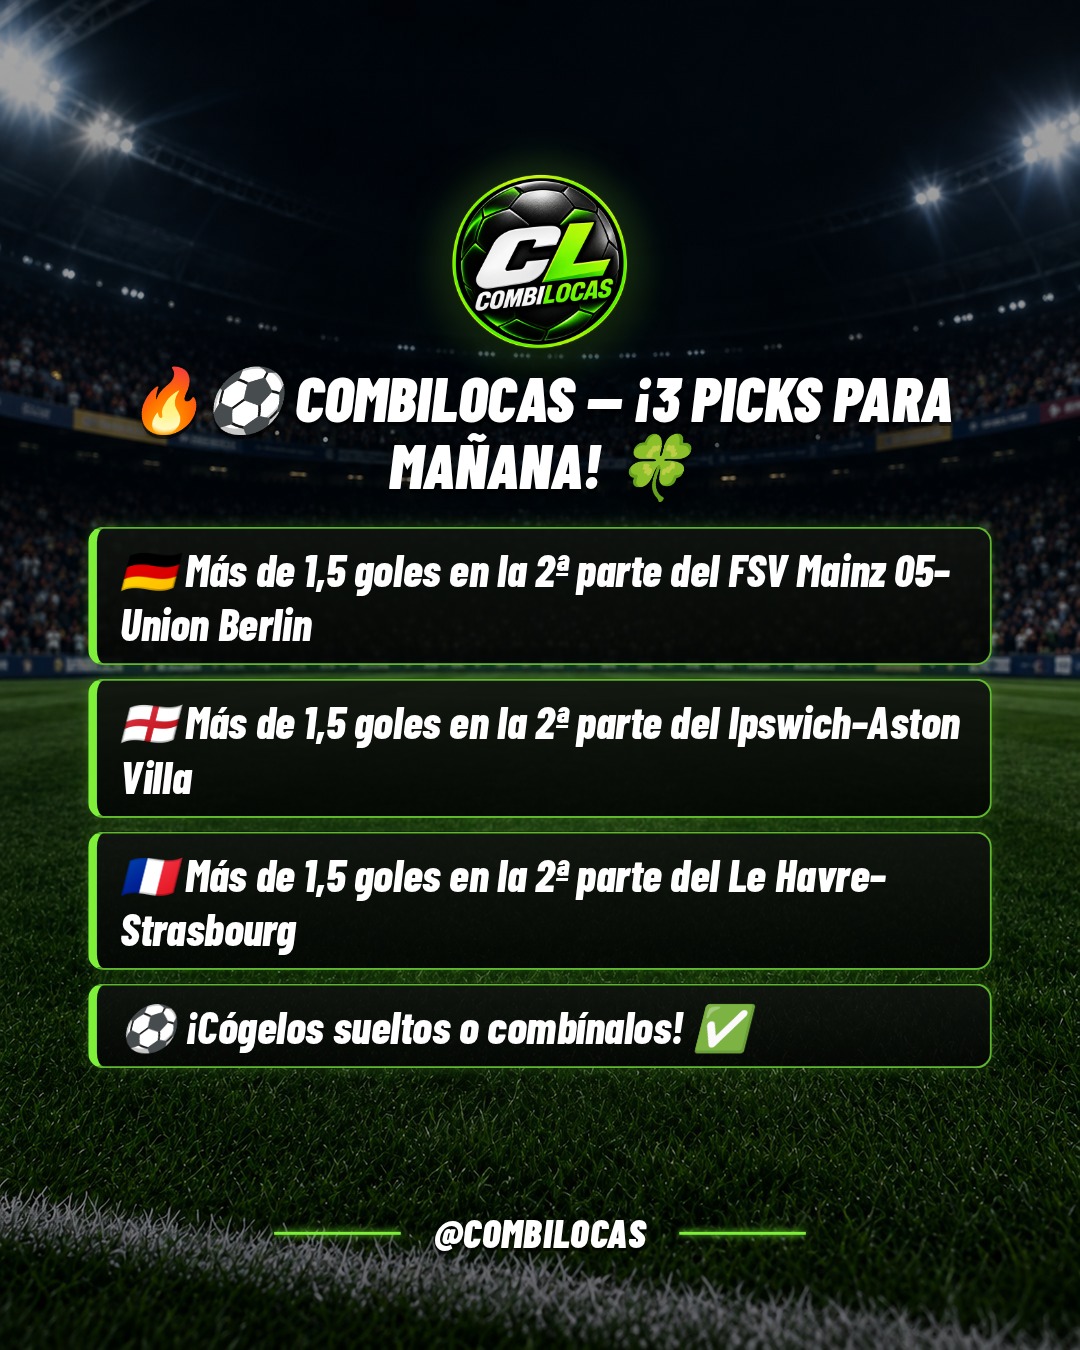 CL
COMBILOCAS
🔥⚽ COMBILOCAS – ¡3 PICKS PARA
MAÑANA! 🍀
🇩🇪 Más de 1,5 goles en la 2ª parte del FSV Mainz 05–
Union Berlin
🏴󠁧󠁢󠁥󠁮󠁧󠁿 Más de 1,5 goles en la 2ª parte del Ipswich–Aston
Villa
🇫🇷 Más de 1,5 goles en la 2ª parte del Le Havre–
Strasbourg
⚽ ¡Cógelos sueltos o combínalos! ✅
@COMBILOCAS